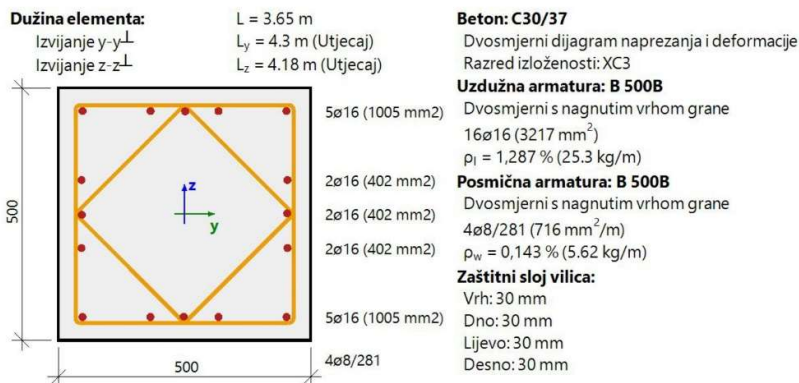 Dužina elementa:
L = 3.65 m
Izvijanje y-y┴
Ly = 4.3 m (Utjecaj)
Izvijanje z-z┴
Lz = 4.18 m (Utjecaj)
500
500
z
y
5ø16 (1005 mm2)
2ø16 (402 mm2)
2ø16 (402 mm2)
2ø16 (402 mm2)
5ø16 (1005 mm2)
4ø8/281
Beton: C30/37
Dvosmjerni dijagram naprezanja i deformacije
Razred izloženosti: XC3
Uzdužna armatura: B 500B
Dvosmjerni s nagnutim vrhom grane
16ø16 (3217 mm²)
ρl = 1,287 % (25.3 kg/m)
Posmična armatura: B 500B
Dvosmjerni s nagnutim vrhom grane
4ø8/281 (716 mm²/m)
ρw = 0,143 % (5.62 kg/m)
Zaštitni sloj vilica:
Vrh: 30 mm
Dno: 30 mm
Lijevo: 30 mm
Desno: 30 mm